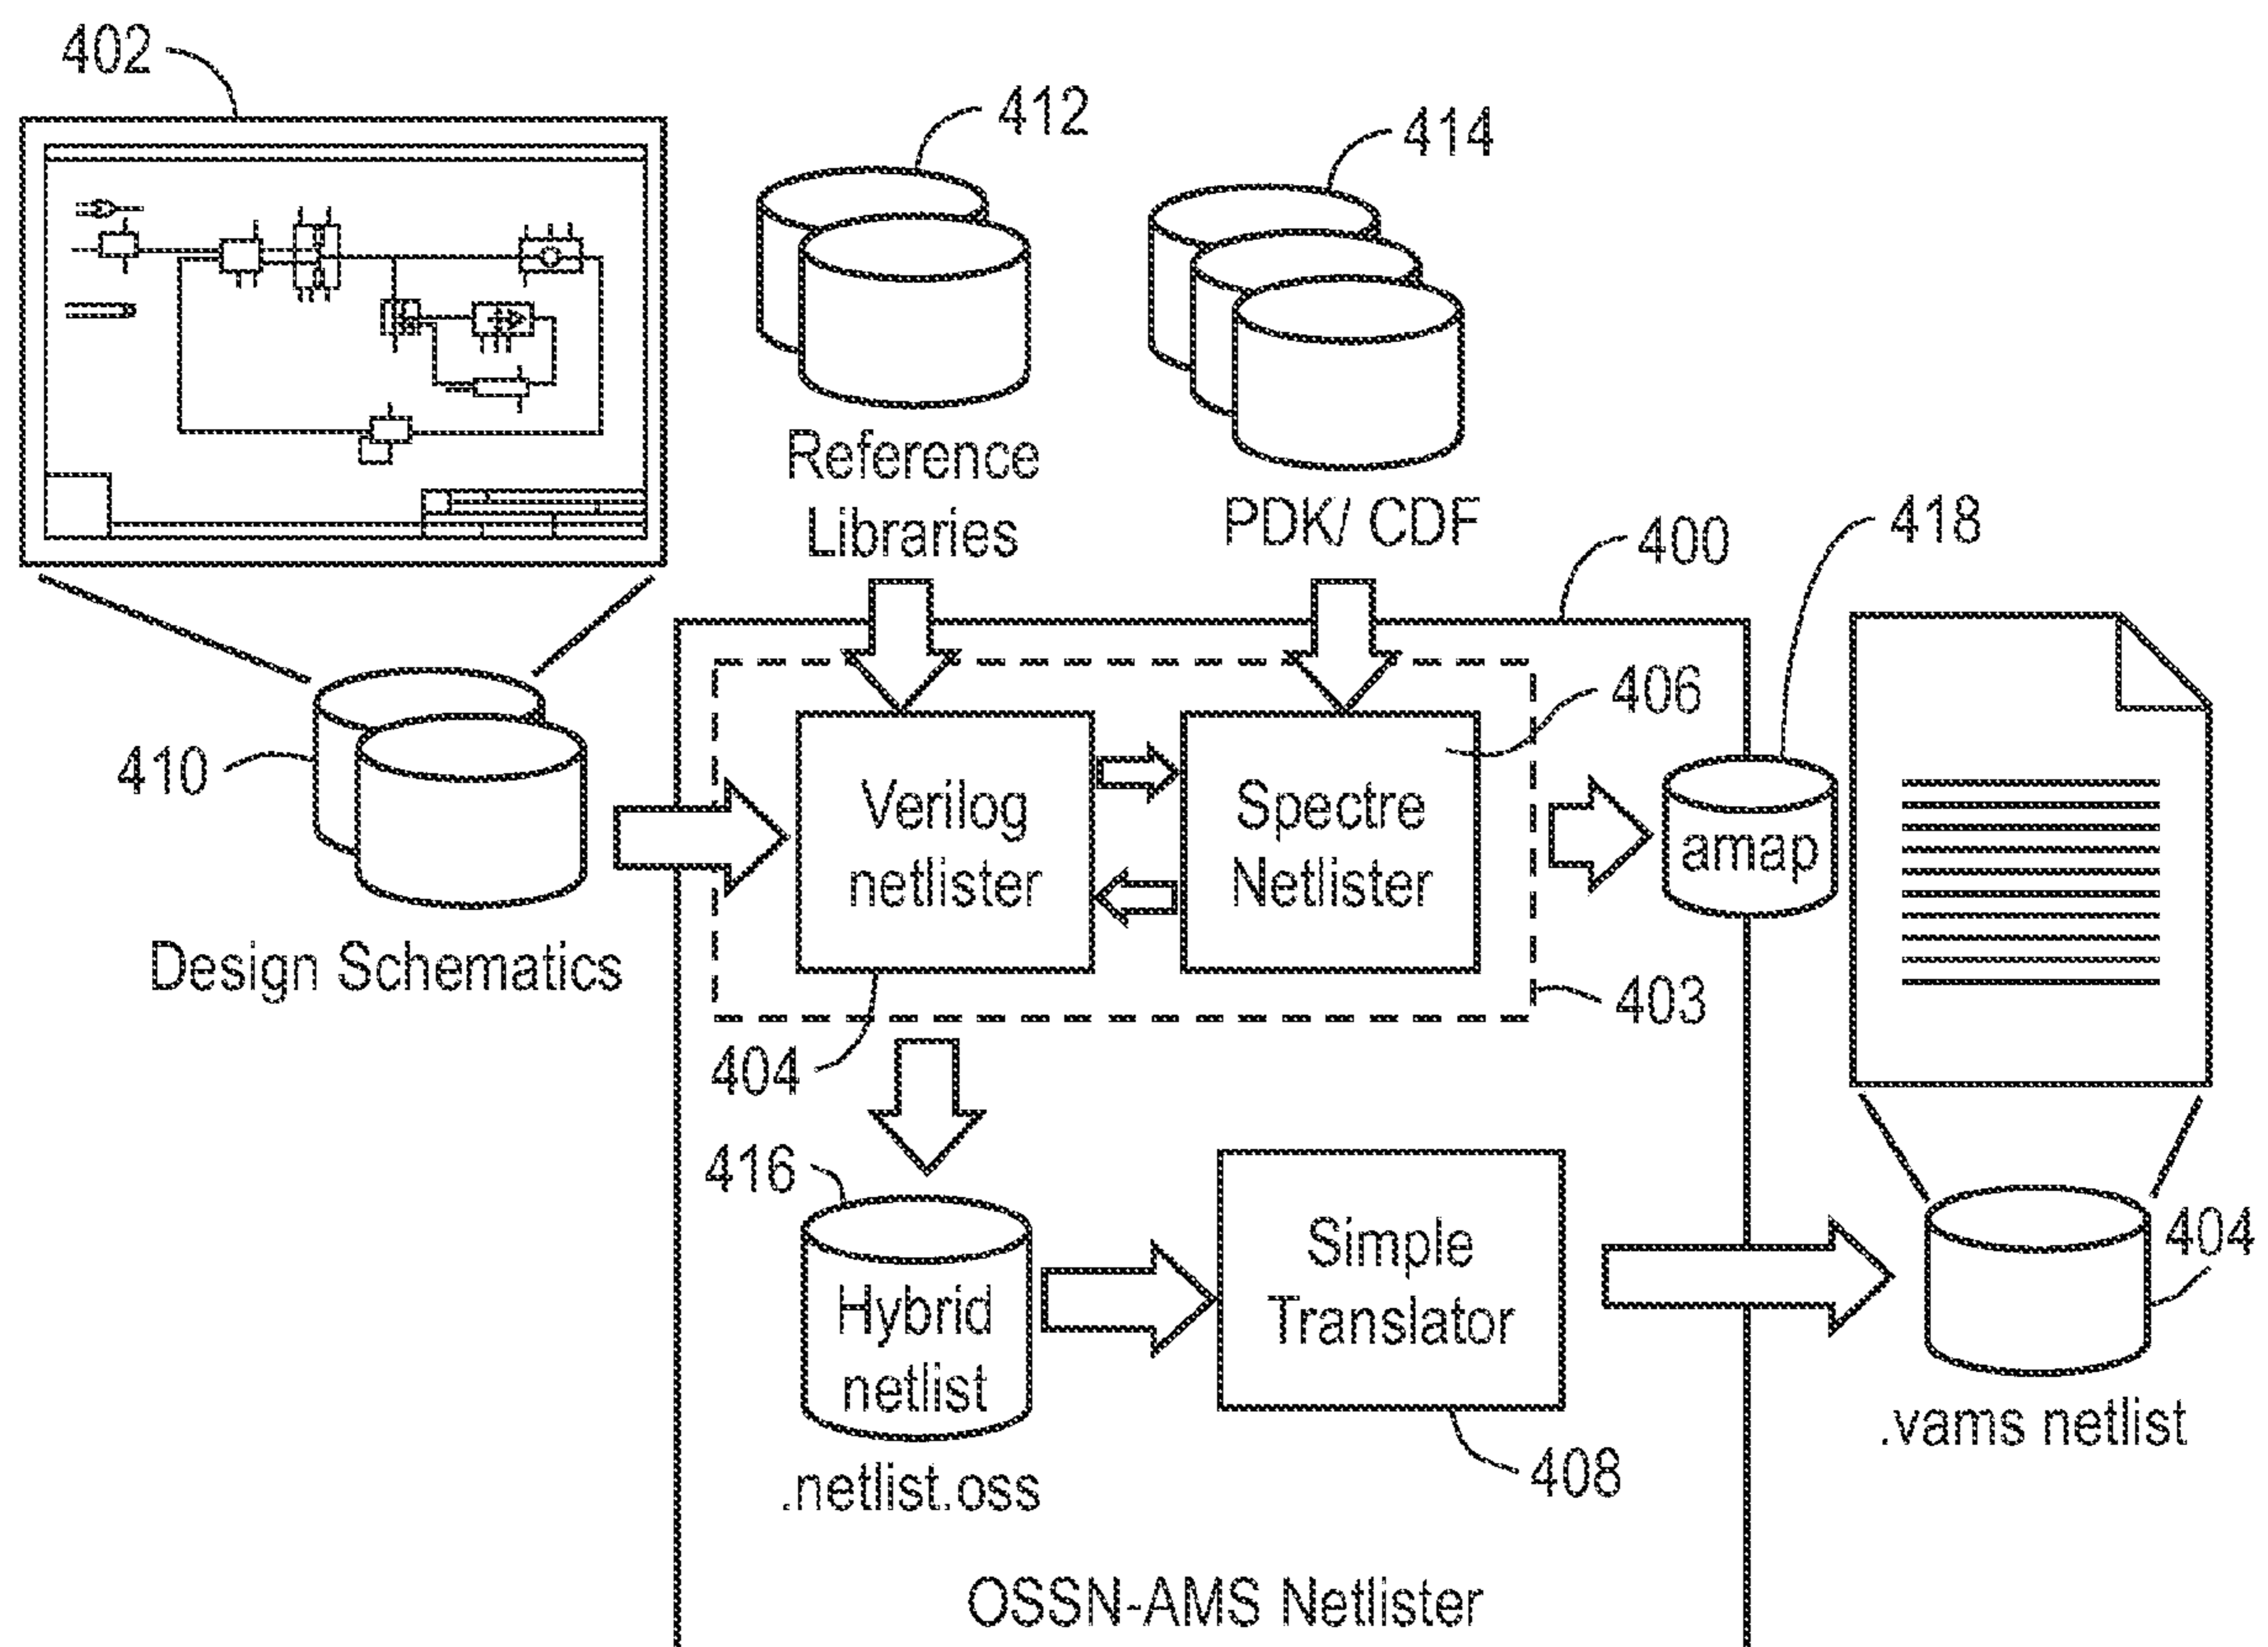 402
412
414
Reference
Libraries
PDK/ CDF
418
400
406
410
Verilog
netlister
Spectre
Netlister
amap
Design Schematics
403
404
416
Hybrid
netlist
Simple
Translator
404
.vams netlist
.netlist.oss
408
OSSN-AMS Netlister